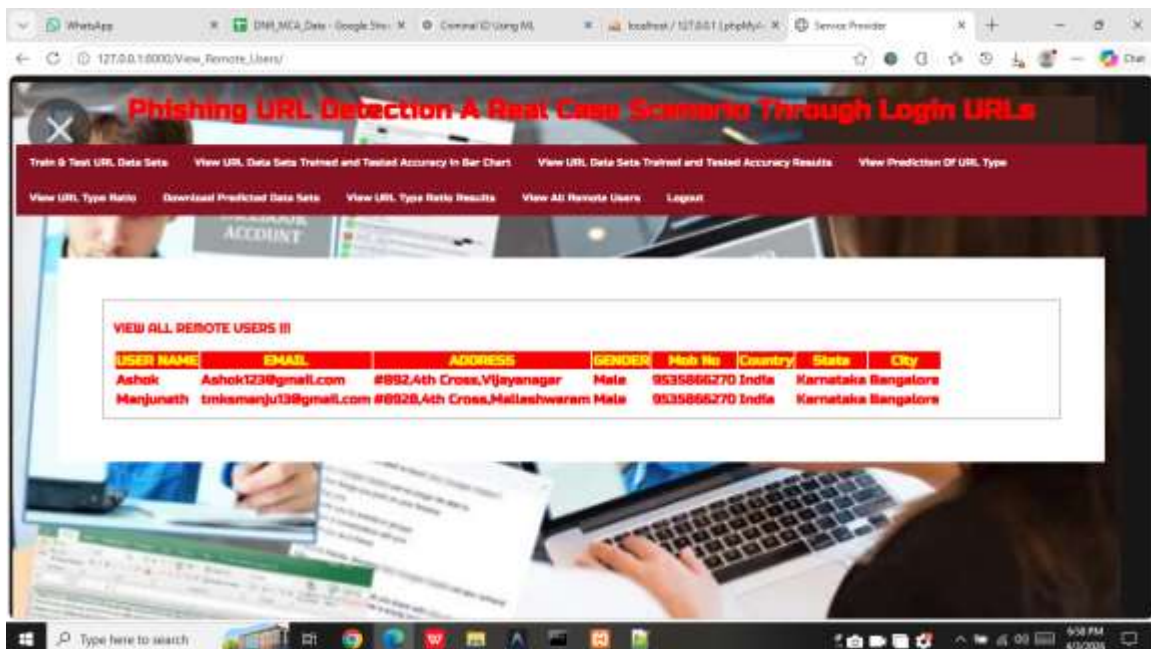 WhatsApp DNR_MCA_Data - Google Criminal ID Using ML localhost / 127.0.0.1 | phpMyA Service Provider
127.0.0.1:8000/View_Remote_Users/ Chat
Phishing URL Detection A Real Case Scenario Through Login URLs
Train & Test URL Data Sets View URL Data Sets Trained and Tested Accuracy in Bar Chart View URL Data Sets Trained and Tested Accuracy Results View Prediction Of URL Type
View URL Type Ratio Download Predicted Data Sets View URL Type Ratio Results View All Remote Users Logout
ACCOUNT
VIEW ALL REMOTE USERS !!!
USER NAME EMAIL ADDRESS GENDER Mob No Country State City
Ashok Ashok123@gmail.com #892,4th Cross,Vijayanagar Male 9535866270 India Karnataka Bangalore
Manjunath tmksmanju13@gmail.com #8928,4th Cross,Malleshwaram Male 9535866270 India Karnataka Bangalore
Type here to search
6:58 PM